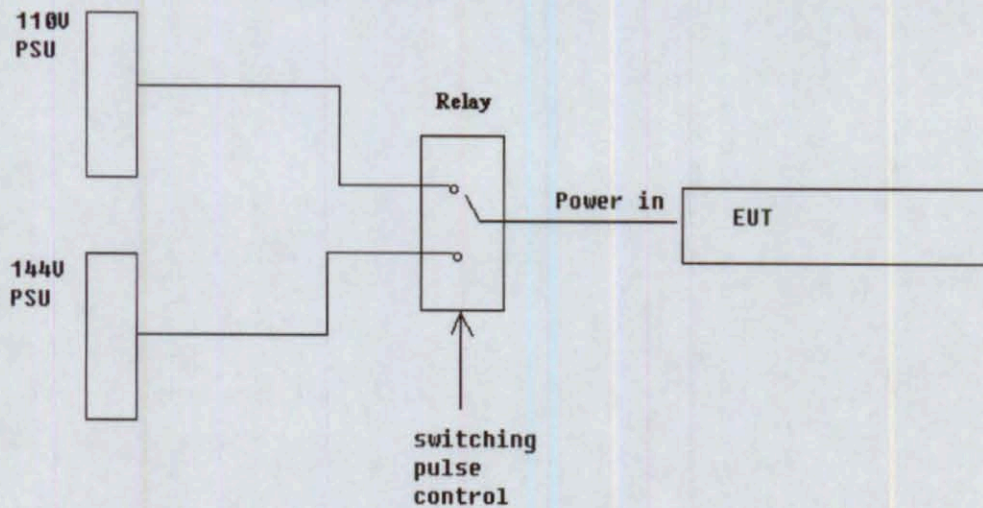 110V
PSU
Relay
Power in
EUT
144V
PSU
switching
pulse
control